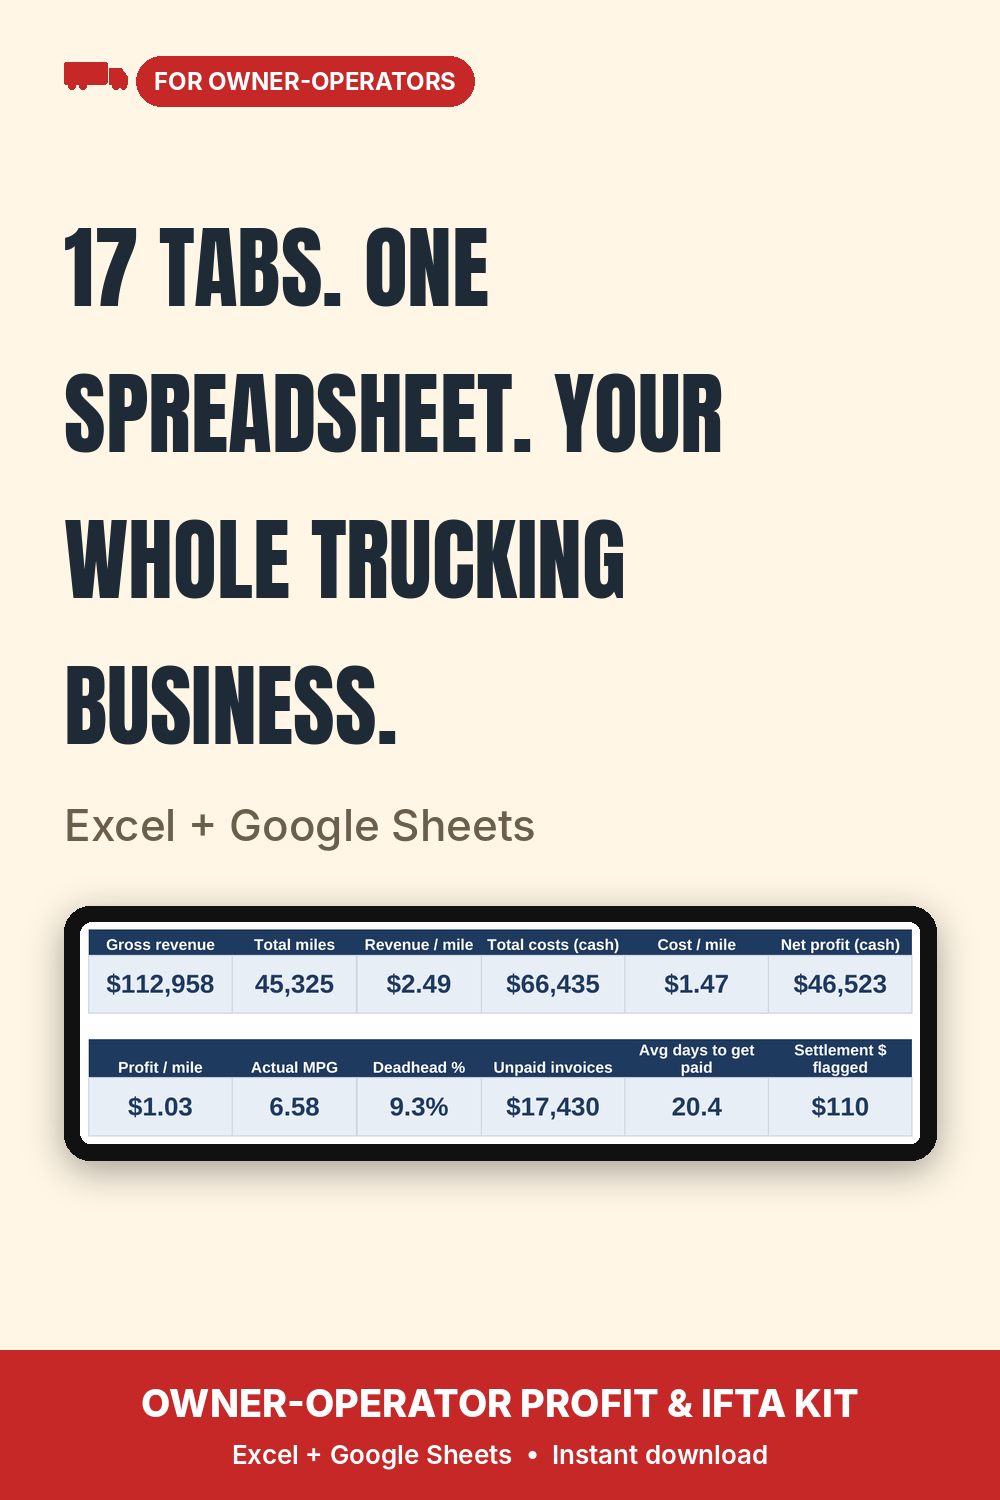 FOR OWNER-OPERATORS
17 TABS. ONE
SPREADSHEET. YOUR
WHOLE TRUCKING
BUSINESS.
Excel + Google Sheets
Gross revenue Total miles Revenue / mile Total costs (cash) Cost / mile Net profit (cash)
$112,958 45,325 $2.49 $66,435 $1.47 $46,523
Profit / mile Actual MPG Deadhead % Unpaid invoices Avg days to get paid Settlement $ flagged
$1.03 6.58 9.3% $17,430 20.4 $110
OWNER-OPERATOR PROFIT & IFTA KIT
Excel + Google Sheets • Instant download